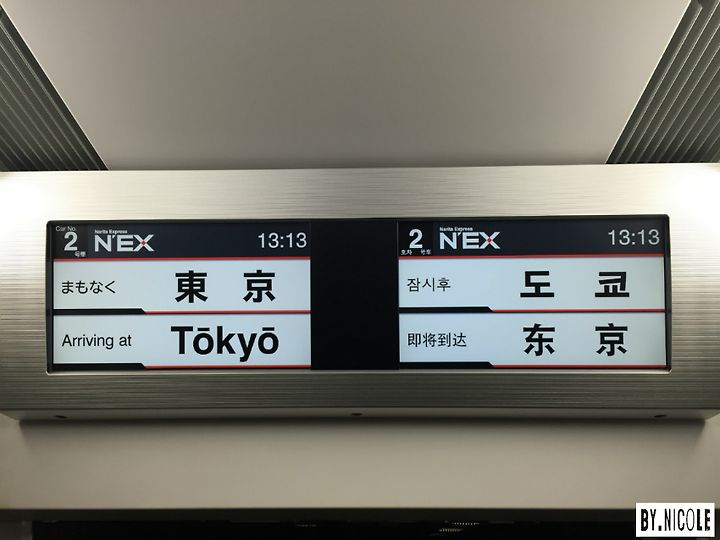 Car No.
2
号車
Narita Express
N'EX
13:13
まもなく
東京
Arriving at
Tōkyō
2
호차 号车
Narita Express
N'EX
13:13
잠시후
도쿄
即将到达
东京
BY.NICOLE